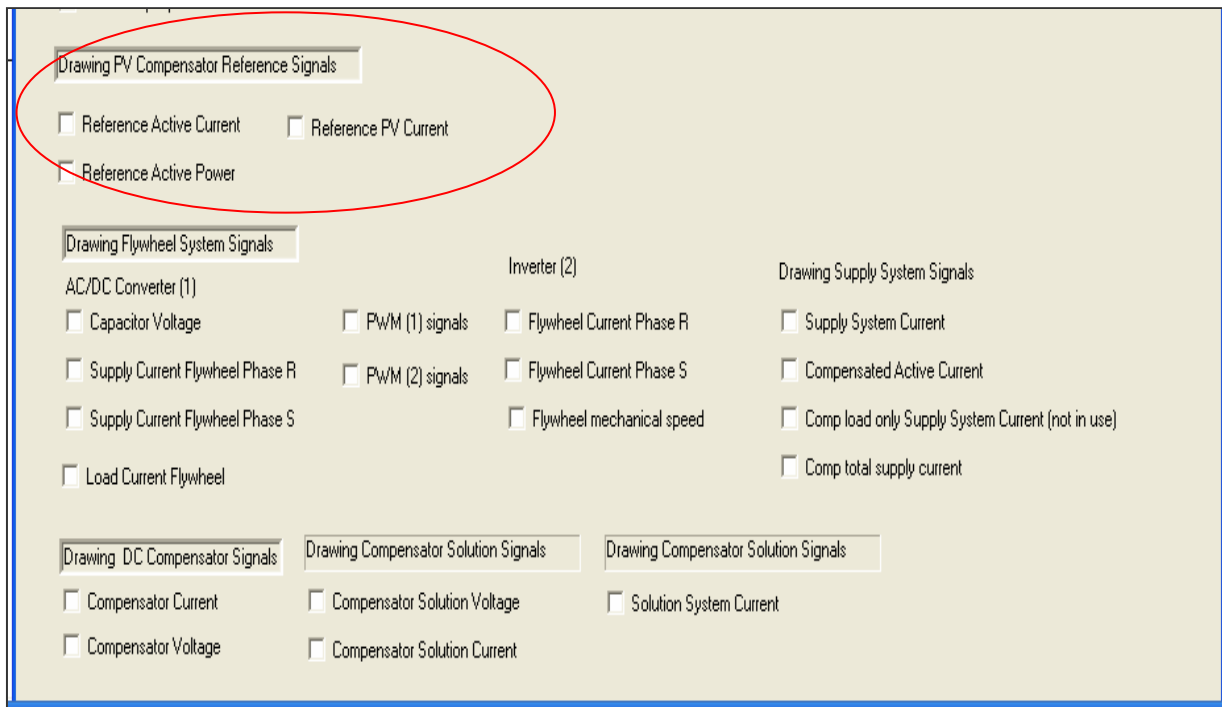 Drawing PV Compensator Reference Signals
Reference Active Current
Reference PV Current
Reference Active Power
Drawing Flywheel System Signals
AC/DC Converter (1)
Inverter (2)
Drawing Supply System Signals
Capacitor Voltage
PWM (1) signals
Flywheel Current Phase R
Supply System Current
Supply Current Flywheel Phase R
PWM (2) signals
Flywheel Current Phase S
Compensated Active Current
Supply Current Flywheel Phase S
Flywheel mechanical speed
Comp load only Supply System Current (not in use)
Load Current Flywheel
Comp total supply current
Drawing DC Compensator Signals
Drawing Compensator Solution Signals
Drawing Compensator Solution Signals
Compensator Current
Compensator Solution Voltage
Solution System Current
Compensator Voltage
Compensator Solution Current